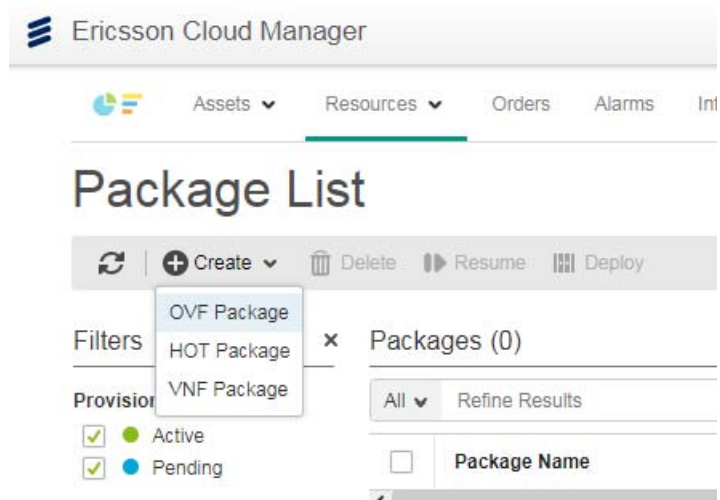 Ericsson Cloud Manager
Assets Resources Orders Alarms
Package List
Create Delete Resume Deploy
OVF Package
HOT Package
VNF Package
Filters
Packages (0)
All Refine Results
Active
Pending
Package Name